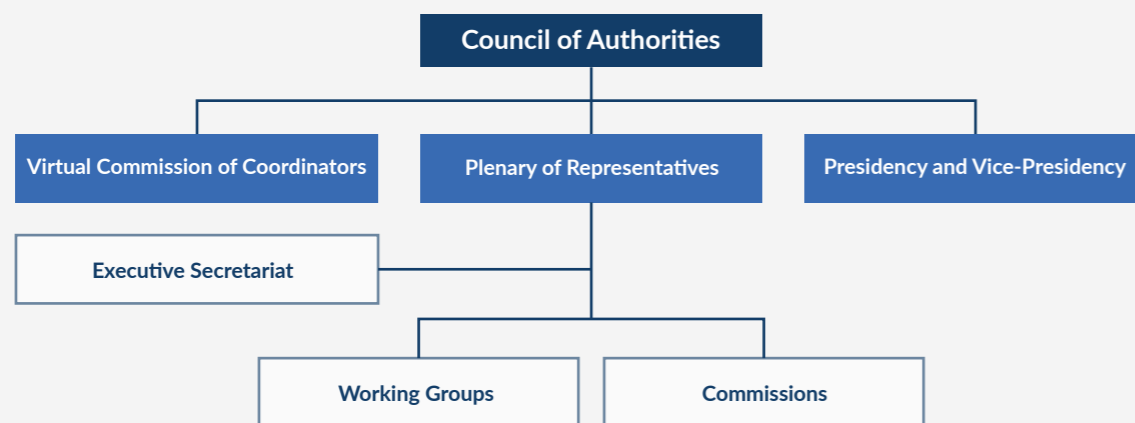 Council of Authorities
Virtual Commission of Coordinators
Plenary of Representatives
Presidency and Vice-Presidency
Executive Secretariat
Working Groups
Commissions